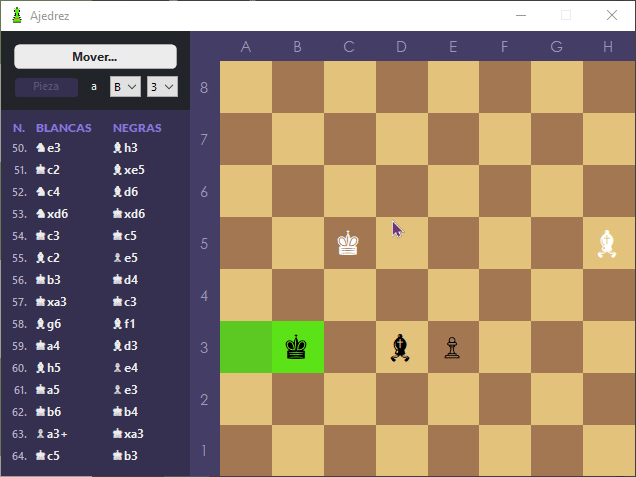 Ajedrez
Mover...
Pieza a B 3
A B C D E F G H
8
7
6
5
4
3
2
1
N. BLANCAS NEGRAS
50. ♞e3 ♝h3
51. ♚c2 ♝xe5
52. ♞c4 ♝d6
53. ♞xd6 ♚xd6
54. ♚c3 ♚c5
55. ♝c2 ♟e5
56. ♚b3 ♚d4
57. ♚xa3 ♚c3
58. ♝g6 ♝f1
59. ♚a4 ♝d3
60. ♝h5 ♟e4
61. ♚a5 ♟e3
62. ♚b6 ♚b4
63. ♟a3+ ♚xa3
64. ♚c5 ♚b3